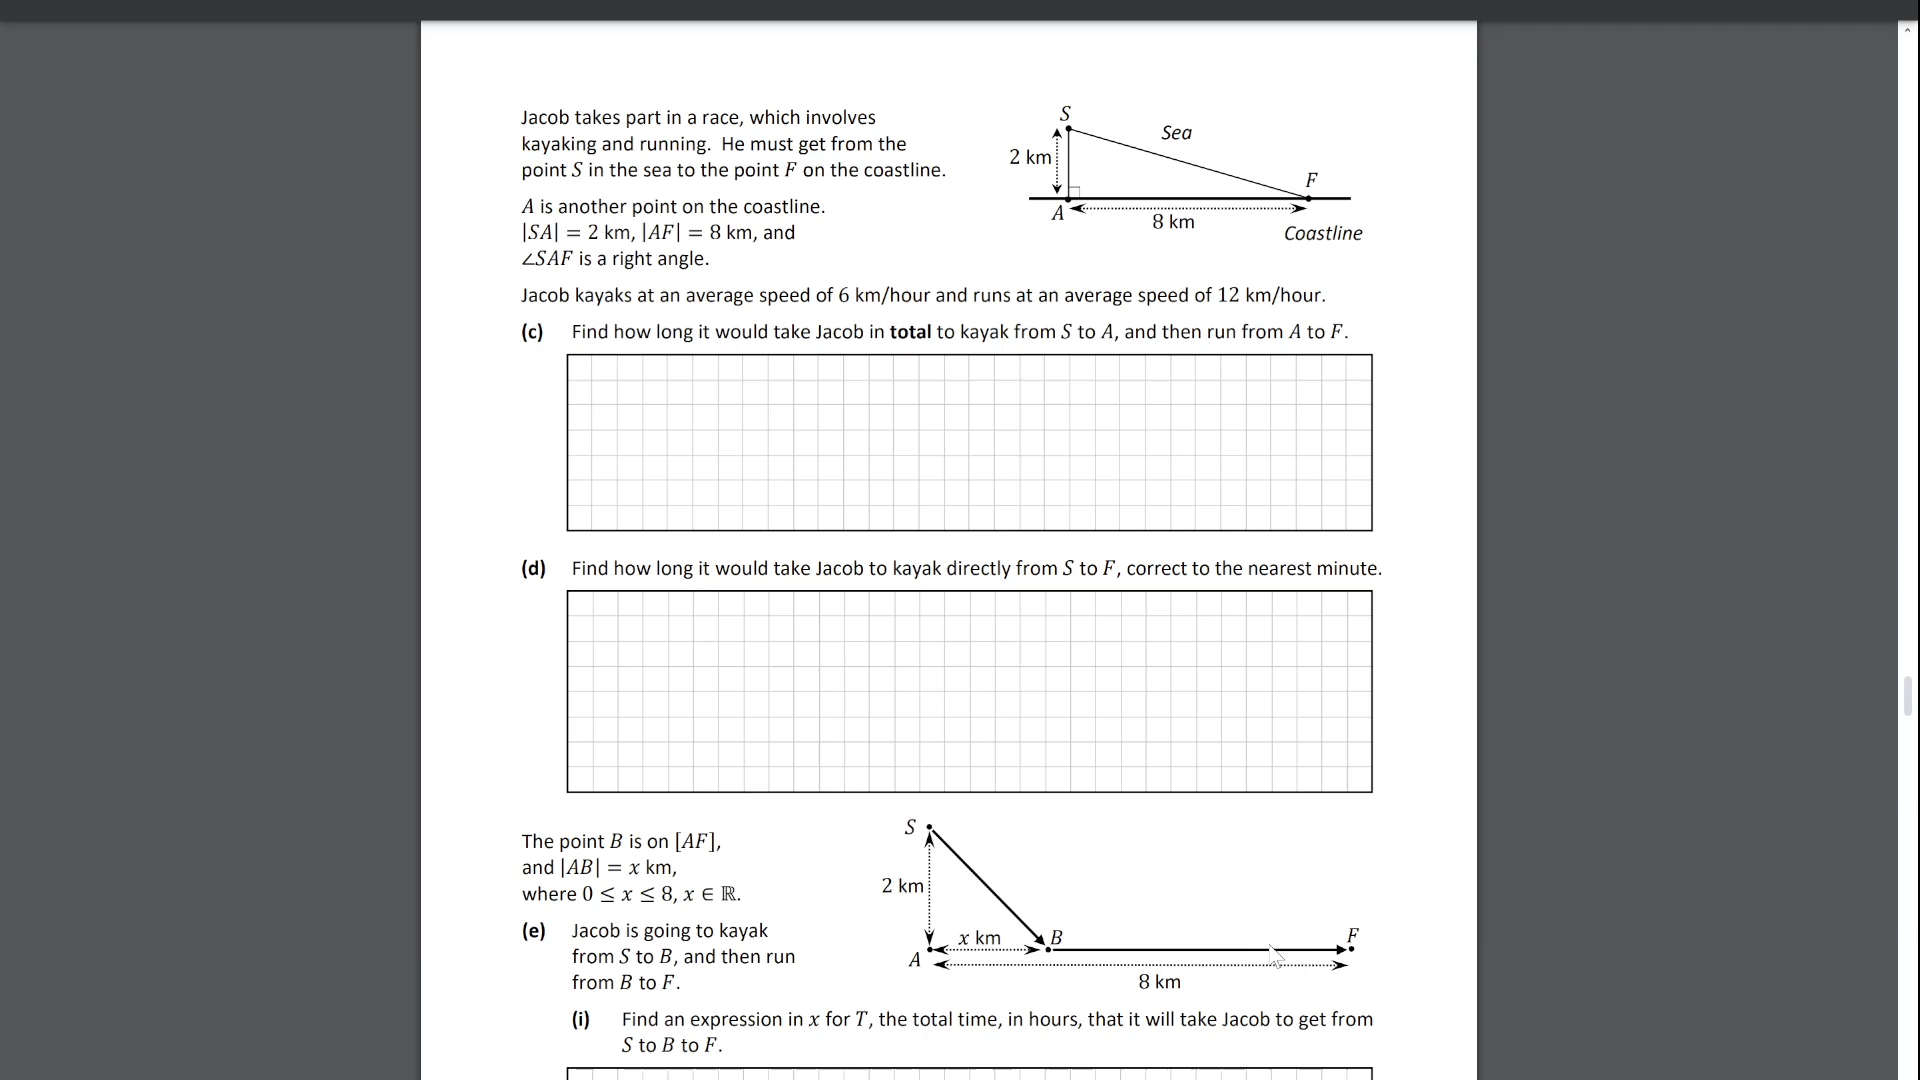 Jacob takes part in a race, which involves
kayaking and running. He must get from the
point S in the sea to the point F on the coastline.
A is another point on the coastline.
|SA| = 2 km, |AF| = 8 km, and
∠SAF is a right angle.
S
Sea
2 km
F
A
8 km
Coastline
Jacob kayaks at an average speed of 6 km/hour and runs at an average speed of 12 km/hour.
(c) Find how long it would take Jacob in total to kayak from S to A, and then run from A to F.
(d) Find how long it would take Jacob to kayak directly from S to F, correct to the nearest minute.
The point B is on [AF],
and |AB| = x km,
where 0 ≤ x ≤ 8, x ∈ ℝ.
(e) Jacob is going to kayak
from S to B, and then run
from B to F.
S
2 km
x km
B
F
A
8 km
(i) Find an expression in x for T, the total time, in hours, that it will take Jacob to get from
S to B to F.